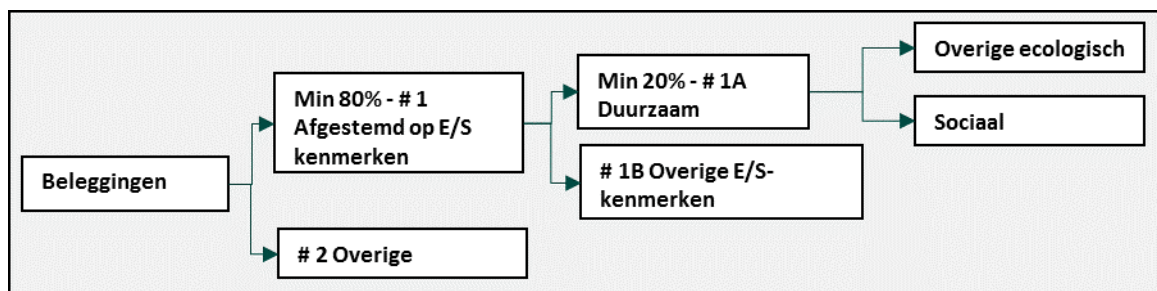 Beleggingen
Min 80% - # 1
Afgestemd op E/S
kenmerken
# 2 Overige
Min 20% - # 1A
Duurzaam
# 1B Overige E/S-
kenmerken
Overige ecologisch
Sociaal